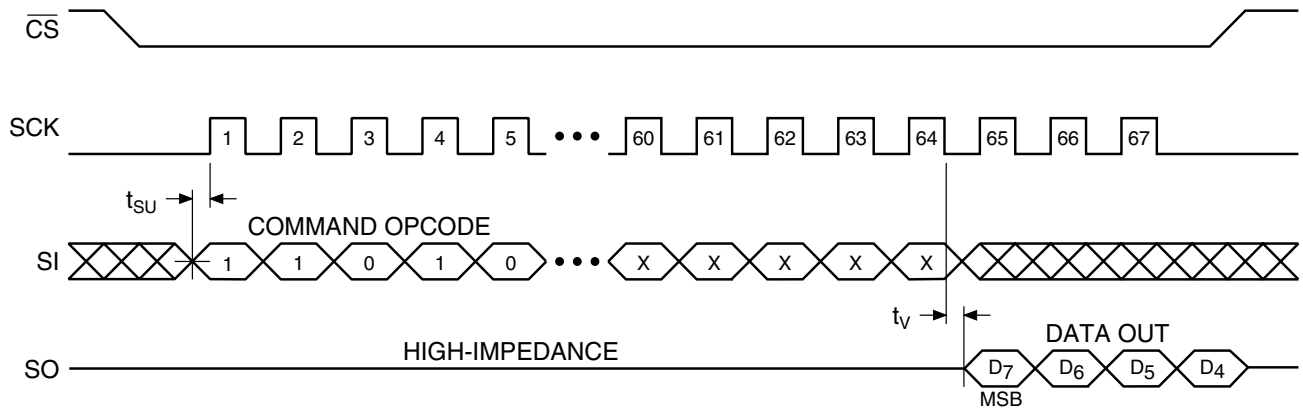 CS
SCK
1 2 3 4 5 ••• 60 61 62 63 64 65 66 67
tSU
COMMAND OPCODE
SI
1 1 0 1 0 ••• X X X X X
tV
HIGH-IMPEDANCE
DATA OUT
SO
D7 D6 D5 D4
MSB